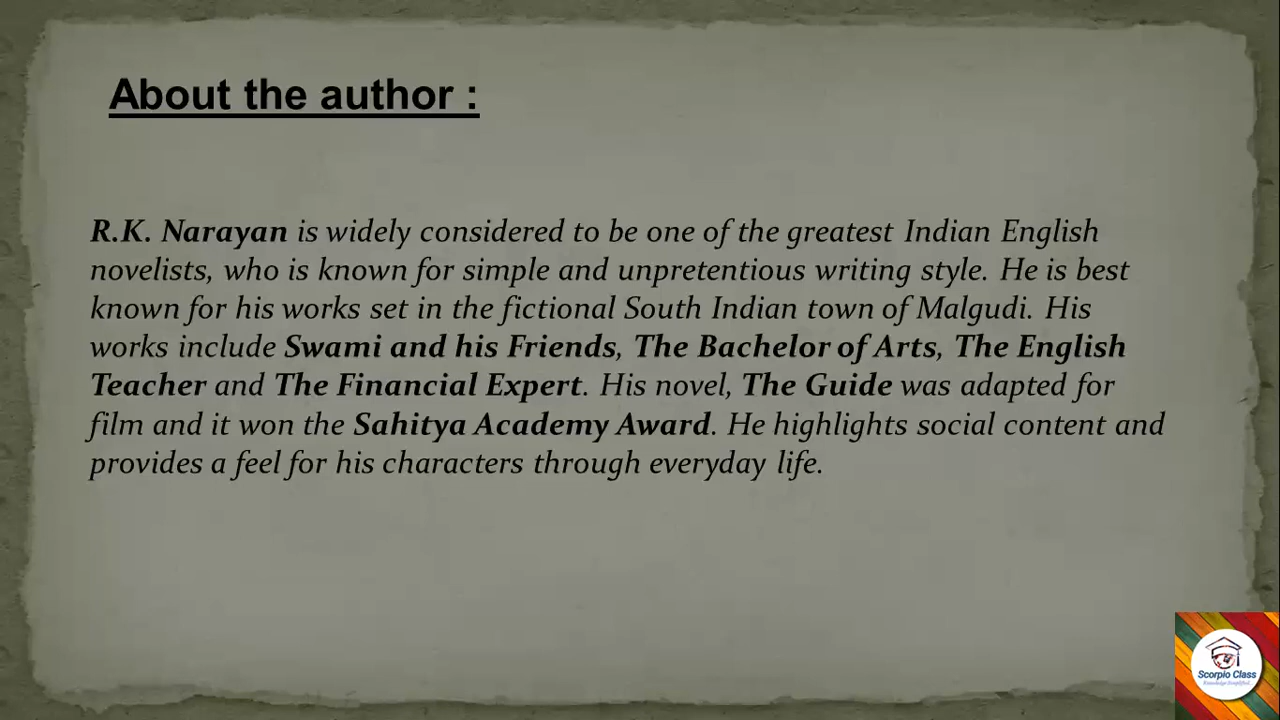 About the author :
R.K. Narayan is widely considered to be one of the greatest Indian English
novelists, who is known for simple and unpretentious writing style. He is best
known for his works set in the fictional South Indian town of Malgudi. His
works include Swami and his Friends, The Bachelor of Arts, The English
Teacher and The Financial Expert. His novel, The Guide was adapted for
film and it won the Sahitya Academy Award. He highlights social content and
provides a feel for his characters through everyday life.
Scorpio Class
Knowledge Simplified